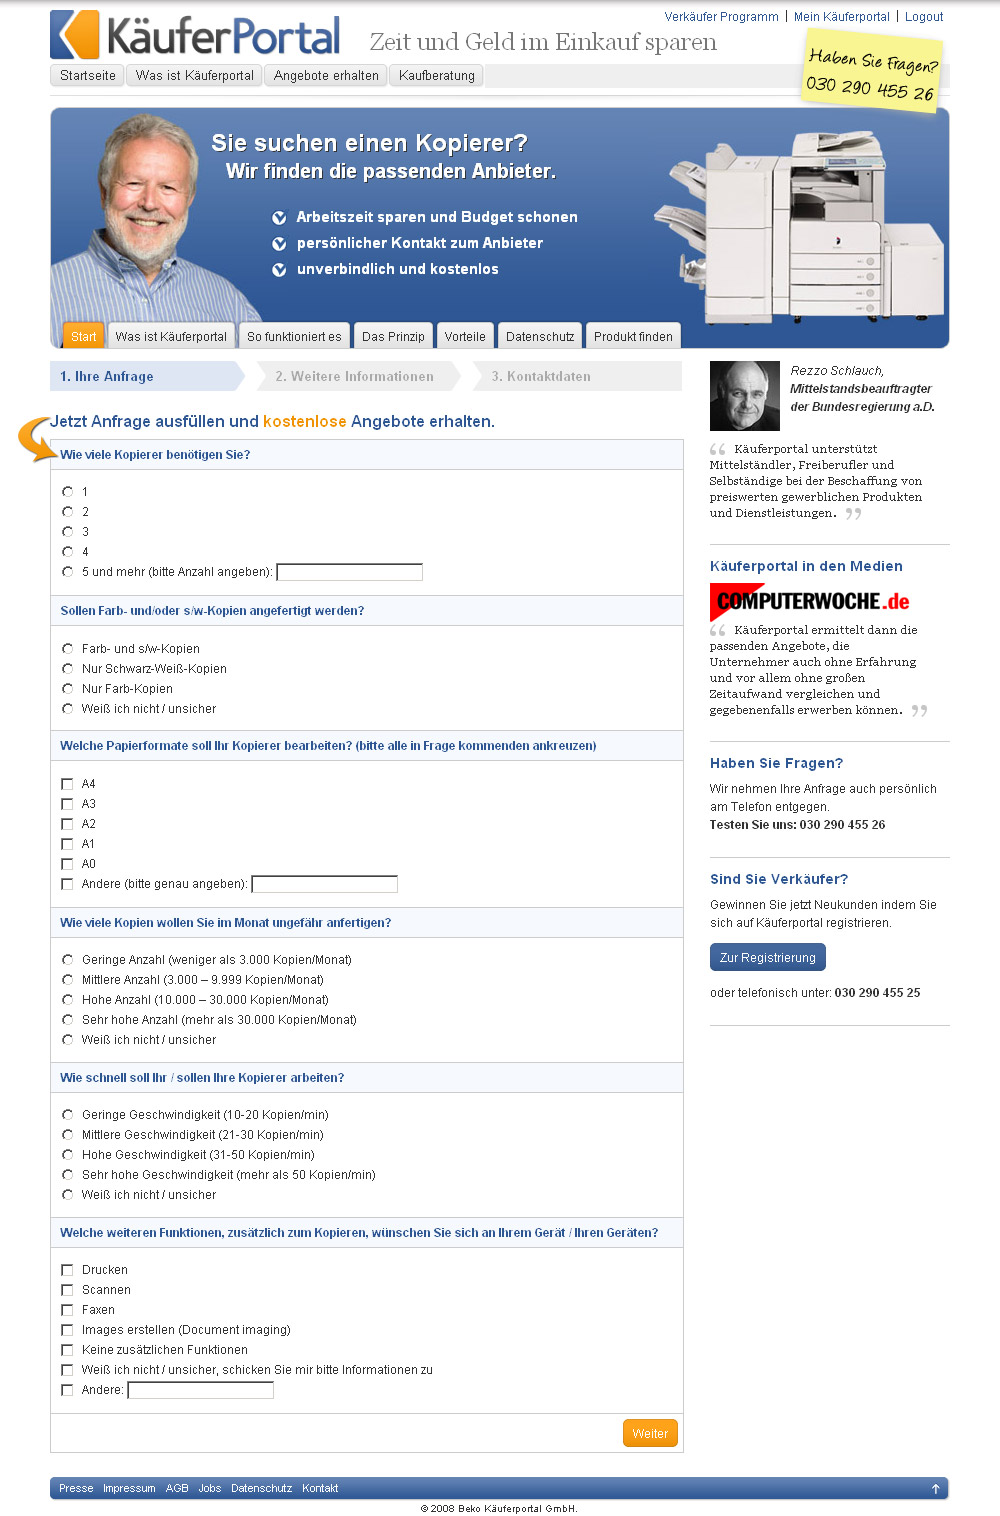 KäuferPortal
Zeit und Geld im Einkauf sparen
Verkäufer Programm | Mein Käuferportal | Logout
Startseite
Was ist Käuferportal
Angebote erhalten
Kaufberatung
Haben Sie Fragen?
030 290 455 26
Sie suchen einen Kopierer?
Wir finden die passenden Anbieter.
Arbeitszeit sparen und Budget schonen
persönlicher Kontakt zum Anbieter
unverbindlich und kostenlos
Start
Was ist Käuferportal
So funktioniert es
Das Prinzip
Vorteile
Datenschutz
Produkt finden
1. Ihre Anfrage
2. Weitere Informationen
3. Kontaktdaten
Jetzt Anfrage ausfüllen und kostenlose Angebote erhalten.
Wie viele Kopierer benötigen Sie?
1
2
3
4
5 und mehr (bitte Anzahl angeben):
Sollen Farb- und/oder s/w-Kopien angefertigt werden?
Farb- und s/w-Kopien
Nur Schwarz-Weiß-Kopien
Nur Farb-Kopien
Weiß ich nicht / unsicher
Welche Papierformate soll Ihr Kopierer bearbeiten? (bitte alle in Frage kommenden ankreuzen)
A4
A3
A2
A1
A0
Andere (bitte genau angeben):
Wie viele Kopien wollen Sie im Monat ungefähr anfertigen?
Geringe Anzahl (weniger als 3.000 Kopien/Monat)
Mittlere Anzahl (3.000 – 9.999 Kopien/Monat)
Hohe Anzahl (10.000 – 30.000 Kopien/Monat)
Sehr hohe Anzahl (mehr als 30.000 Kopien/Monat)
Weiß ich nicht / unsicher
Wie schnell soll Ihr / sollen Ihre Kopierer arbeiten?
Geringe Geschwindigkeit (10-20 Kopien/min)
Mittlere Geschwindigkeit (21-30 Kopien/min)
Hohe Geschwindigkeit (31-50 Kopien/min)
Sehr hohe Geschwindigkeit (mehr als 50 Kopien/min)
Weiß ich nicht / unsicher
Welche weiteren Funktionen, zusätzlich zum Kopieren, wünschen Sie sich an Ihrem Gerät / Ihren Geräten?
Drucken
Scannen
Faxen
Images erstellen (Document imaging)
Keine zusätzlichen Funktionen
Weiß ich nicht / unsicher, schicken Sie mir bitte Informationen zu
Andere:
Weiter
Rezzo Schlauch,
Mittelstandsbeauftragter
der Bundesregierung a.D.
“ Käuferportal unterstützt
Mittelständler, Freiberufler und
Selbständige bei der Beschaffung von
preiswerten gewerblichen Produkten
und Dienstleistungen. ”
Käuferportal in den Medien
COMPUTERWOCHE.de
“ Käuferportal ermittelt dann die
passenden Angebote, die
Unternehmer auch ohne Erfahrung
und vor allem ohne großen
Zeitaufwand vergleichen und
gegebenenfalls erwerben können. ”
Haben Sie Fragen?
Wir nehmen Ihre Anfrage auch persönlich
am Telefon entgegen.
Testen Sie uns: 030 290 455 26
Sind Sie Verkäufer?
Gewinnen Sie jetzt Neukunden indem Sie
sich auf Käuferportal registrieren.
Zur Registrierung
oder telefonisch unter: 030 290 455 25
Presse Impressum AGB Jobs Datenschutz Kontakt
© 2008 Beko Käuferportal GmbH.